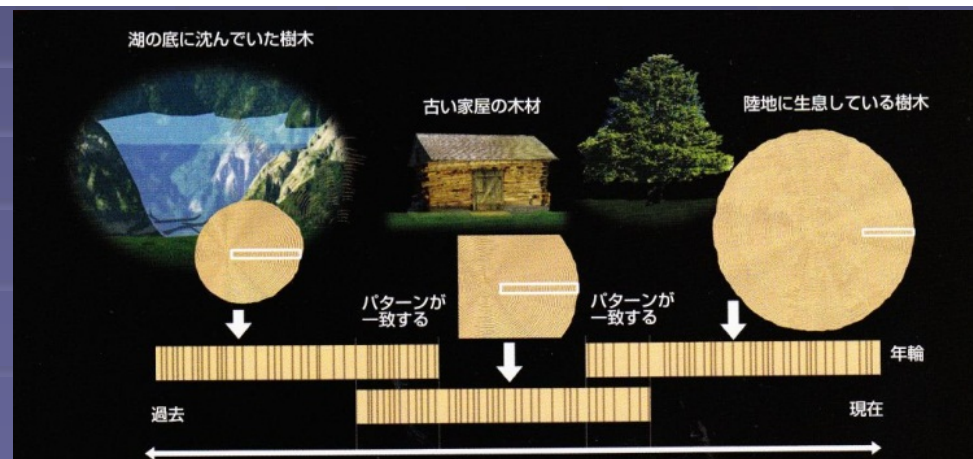 湖の底に沈んでいた樹木
古い家屋の木材
陸地に生息している樹木
パターンが
一致する
パターンが
一致する
年輪
過去
現在